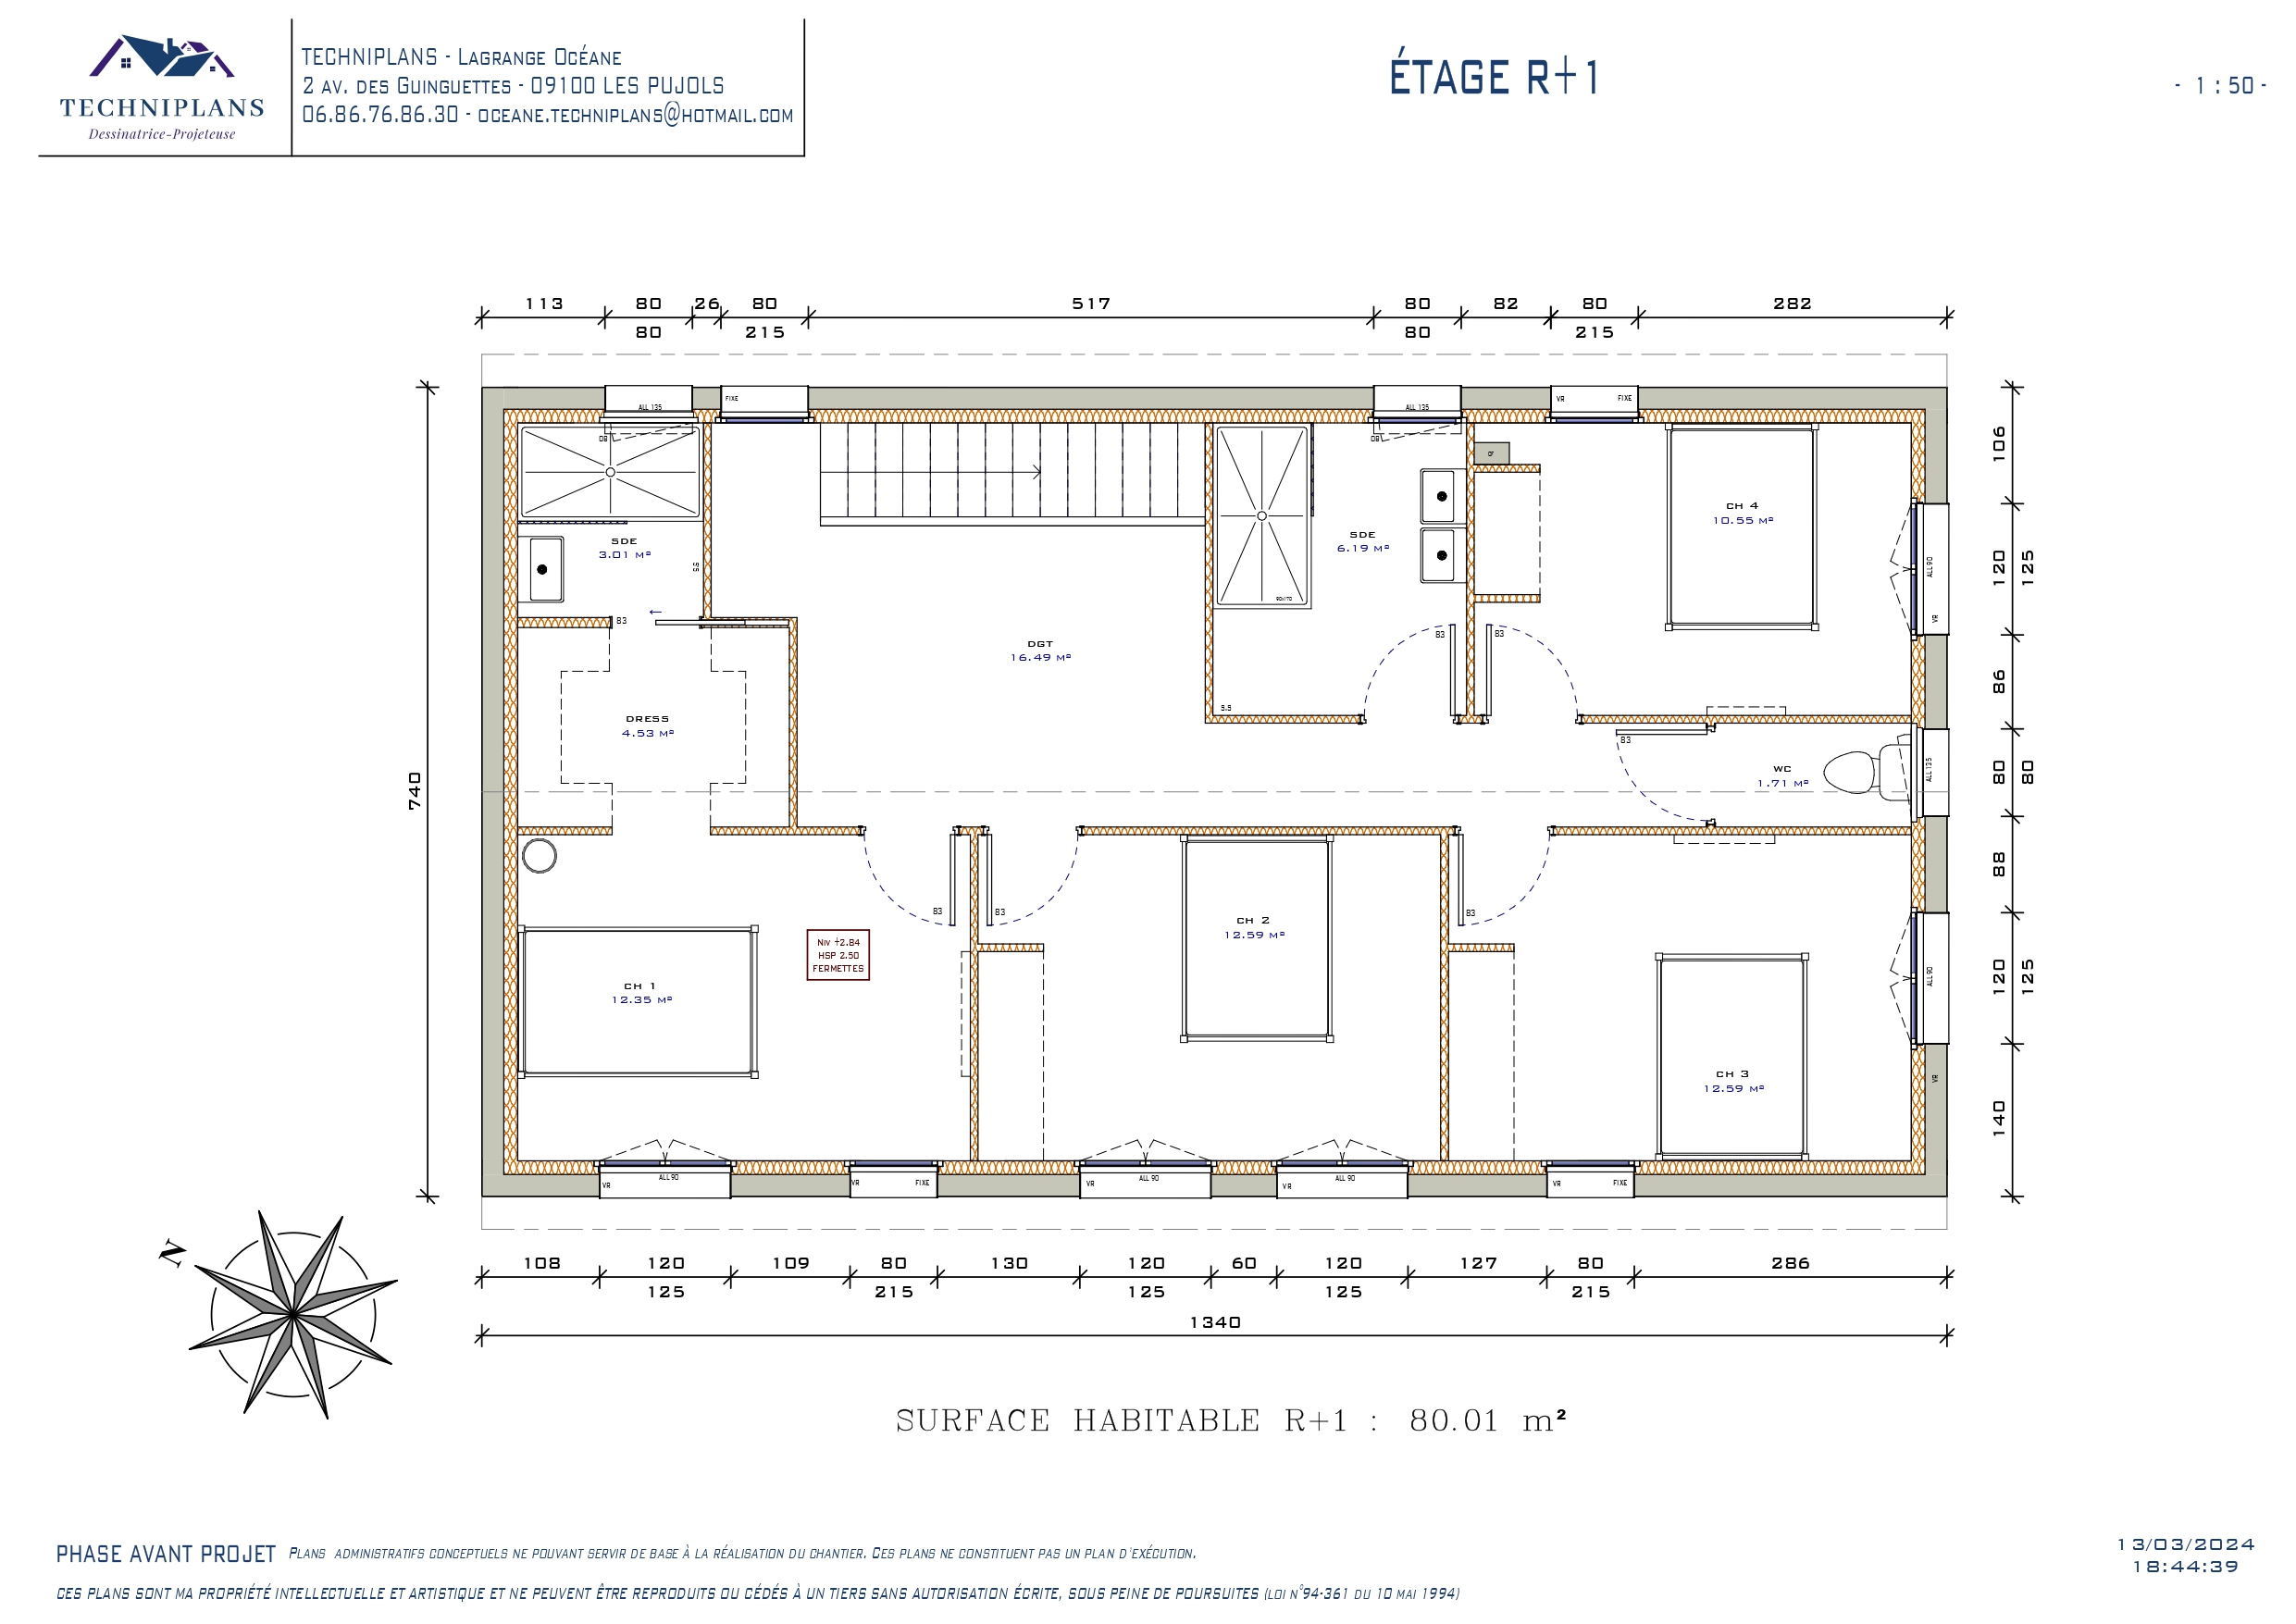 TECHNIPLANS
Dessinatrice-Projeteuse
TECHNIPLANS - Lagrange Océane
2 av. des Guinguettes - 09100 LES PUJOLS
06.86.76.86.30 - oceane.techniplans@hotmail.com
ÉTAGE R+1
- 1 : 50 -
113 80 26 80 517 80 82 80 282
80 215 80 215
ALL 135
FIXE
ALL 135
VR FIXE
OB
OB
SDE
3.01 m²
S.S
83
SDE
6.19 m²
90x170
S.S
83
83
CF
CH 4
10.55 m²
ALL 90
VR
DGT
16.49 m²
DRESS
4.53 m²
83
WC
1.71 m²
ALL 135
83
83
83
Niv +2.84
HSP 2.50
FERMETTES
CH 1
12.35 m²
CH 2
12.59 m²
CH 3
12.59 m²
ALL 90
VR
VR ALL 90
VR FIXE
VR ALL 90
VR ALL 90
VR FIXE
740
106
120 125
86
80 80
88
120 125
140
N
108 120 109 80 130 120 60 120 127 80 286
125 215 125 125 215
1340
SURFACE HABITABLE R+1 : 80.01 m²
PHASE AVANT PROJET Plans administratifs conceptuels ne pouvant servir de base à la réalisation du chantier. Ces plans ne constituent pas un plan d'exécution.
ces plans sont ma propriété intellectuelle et artistique et ne peuvent être reproduits ou cédés à un tiers sans autorisation écrite, sous peine de poursuites (loi n°94-361 du 10 mai 1994)
13/03/2024
18:44:39